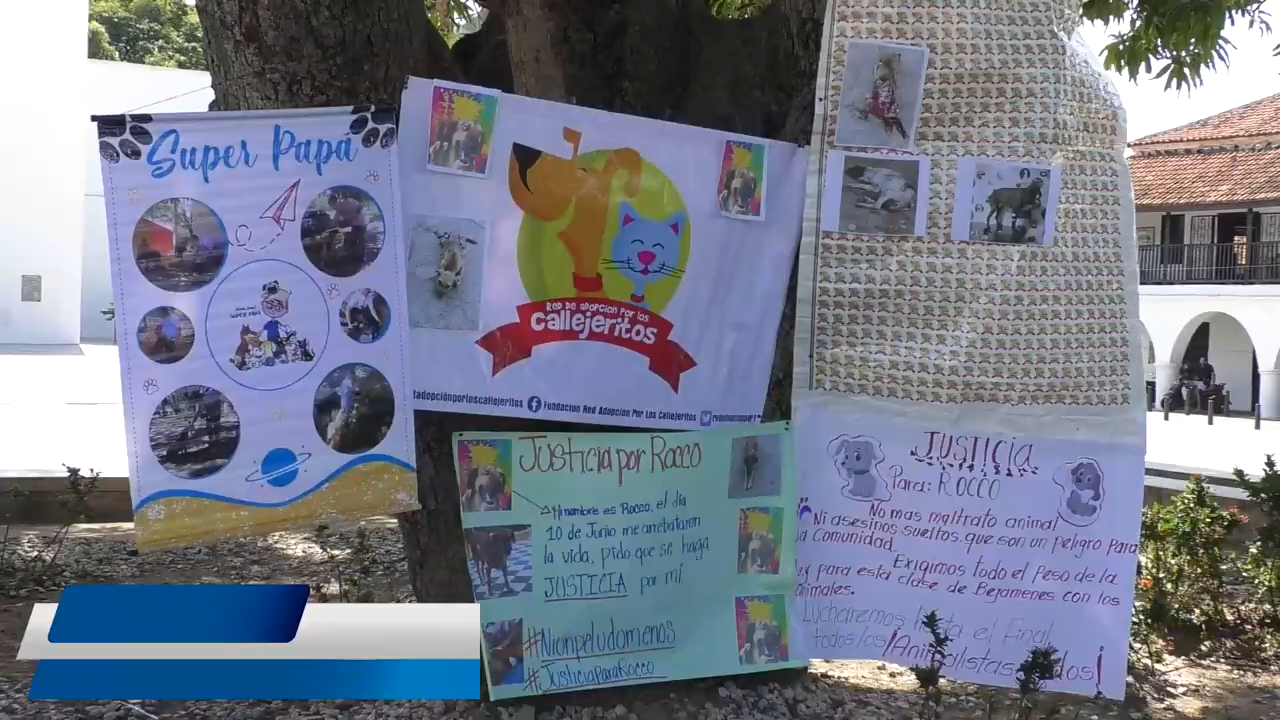 Super Papá
RED DE ADOPCION POR LOS
callejeritos
Fundacion Red Adopcion Por Los Callejeritos
Justicia por Rocco
Mi nombre es Rocco, el día
10 de Junio me arrebataron
la vida, pido que se haga
JUSTICIA por mí
#Niunpeludomenos
#JusticiaParaRocco
JUSTICIA
Para: ROCCO
No mas maltrato animal
Ni asesinos sueltos, que son un peligro Para
la Comunidad.
Exigimos todo el Peso de la
Ley para esta clase de Bejamenes con los
animales.
Lucharemos hasta el Final
todos los ¡Animalistas